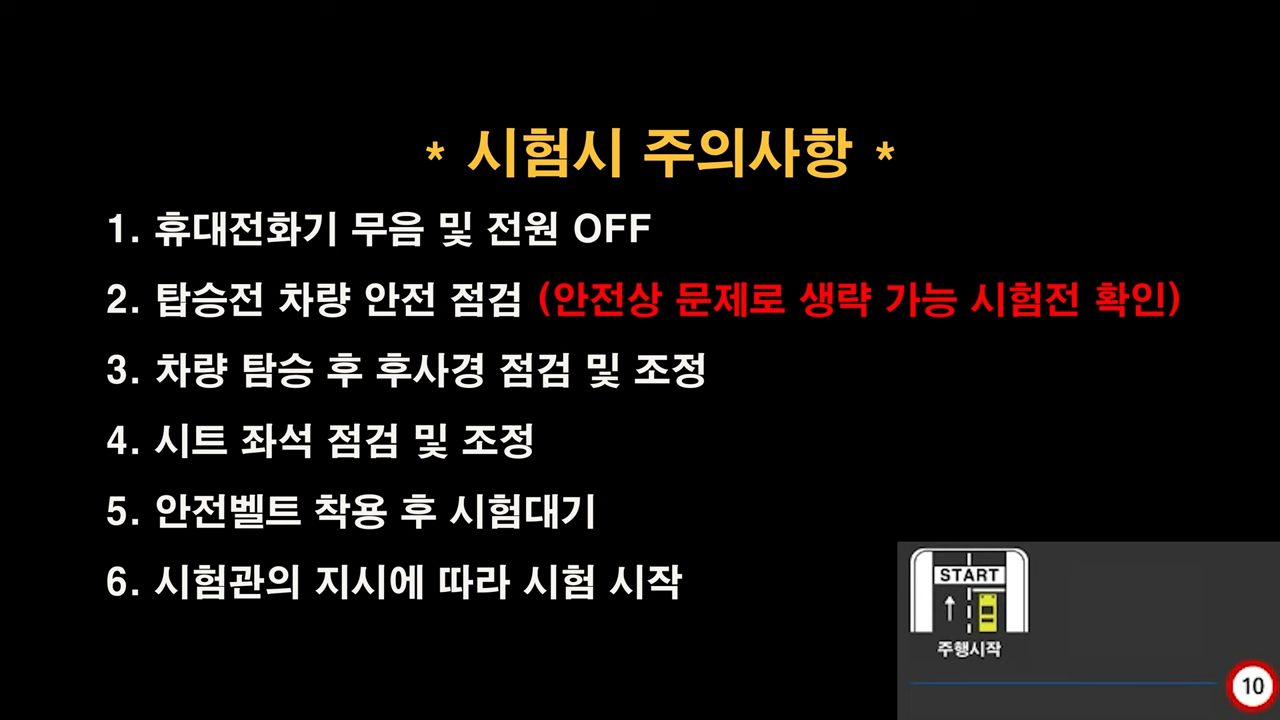 * 시험시 주의사항 *
1. 휴대전화기 무음 및 전원 OFF
2. 탑승전 차량 안전 점검 (안전상 문제로 생략 가능 시험전 확인)
3. 차량 탐승 후 후사경 점검 및 조정
4. 시트 좌석 점검 및 조정
5. 안전벨트 착용 후 시험대기
6. 시험관의 지시에 따라 시험 시작
START
주행시작
10